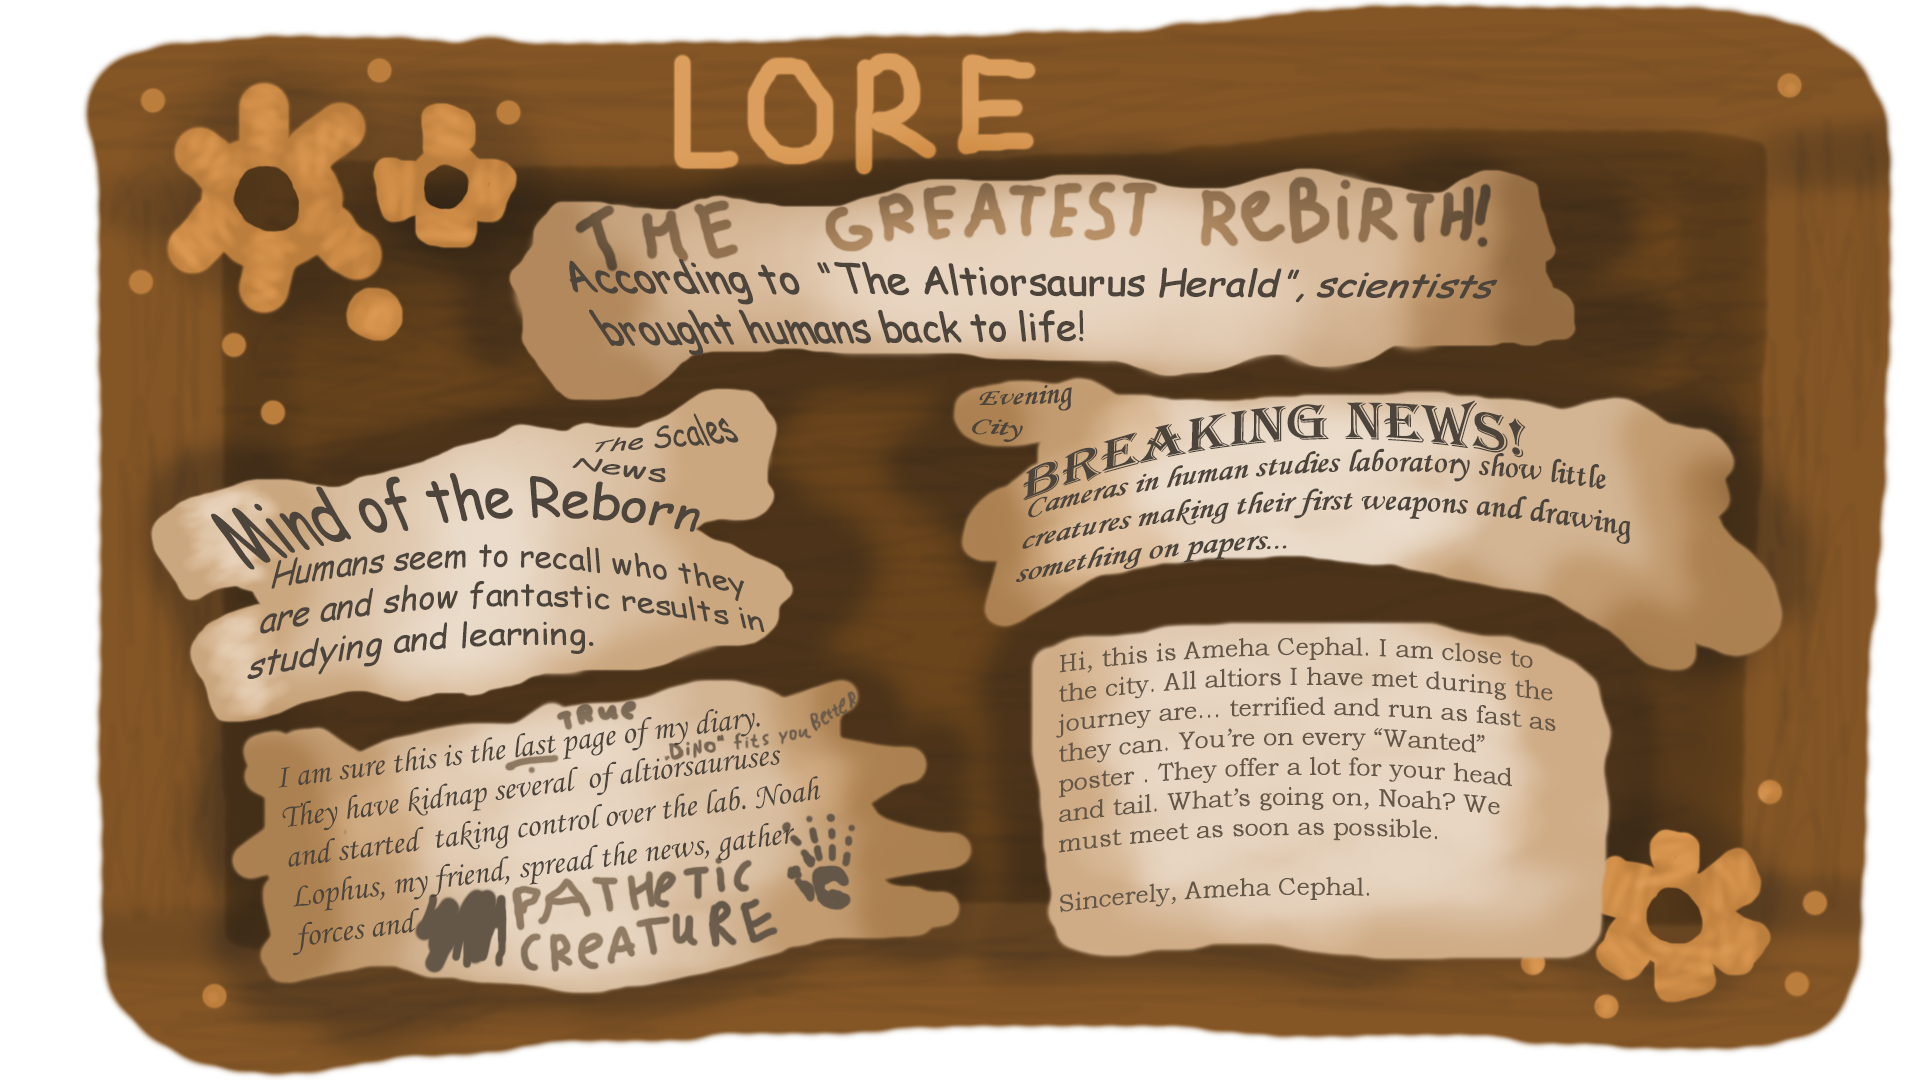 LORE
THE GREATEST ReBiRTH!
According to "The Altiorsaurus Herald", scientists
brought humans back to life!
The Scales
News
Mind of the Reborn
Humans seem to recall who they
are and show fantastic results in
studying and learning.
Evening
City
BREAKING NEWS!
Cameras in human studies laboratory show little
creatures making their first weapons and drawing
something on papers...
TRue
I am sure this is the last page of my diary.
"DiNO" fits you BetteR
They have kidnap several of altiorsauruses
and started taking control over the lab. Noah
Lophus, my friend, spread the news, gather
forces and
PATHeTiC
CReATuRE
Hi, this is Ameha Cephal. I am close to
the city. All altiors I have met during the
journey are... terrified and run as fast as
they can. You're on every "Wanted"
poster . They offer a lot for your head
and tail. What's going on, Noah? We
must meet as soon as possible.
Sincerely, Ameha Cephal.